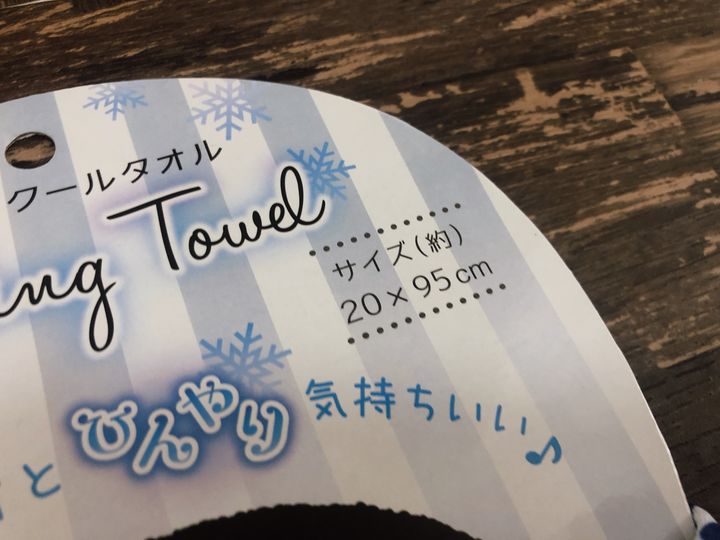 クールタオル
ing Towel
サイズ(約)
20×95cm
と ひんやり 気持ちいい♪